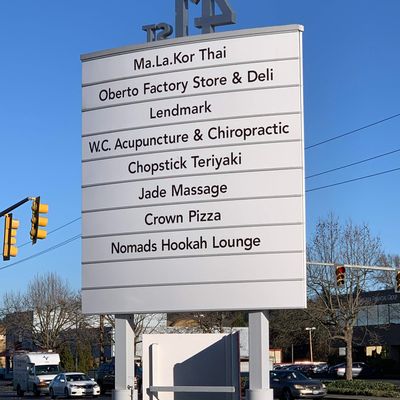 Ma.La.Kor Thai
Oberto Factory Store & Deli
Lendmark
W.C. Acupuncture & Chiropractic
Chopstick Teriyaki
Jade Massage
Crown Pizza
Nomads Hookah Lounge